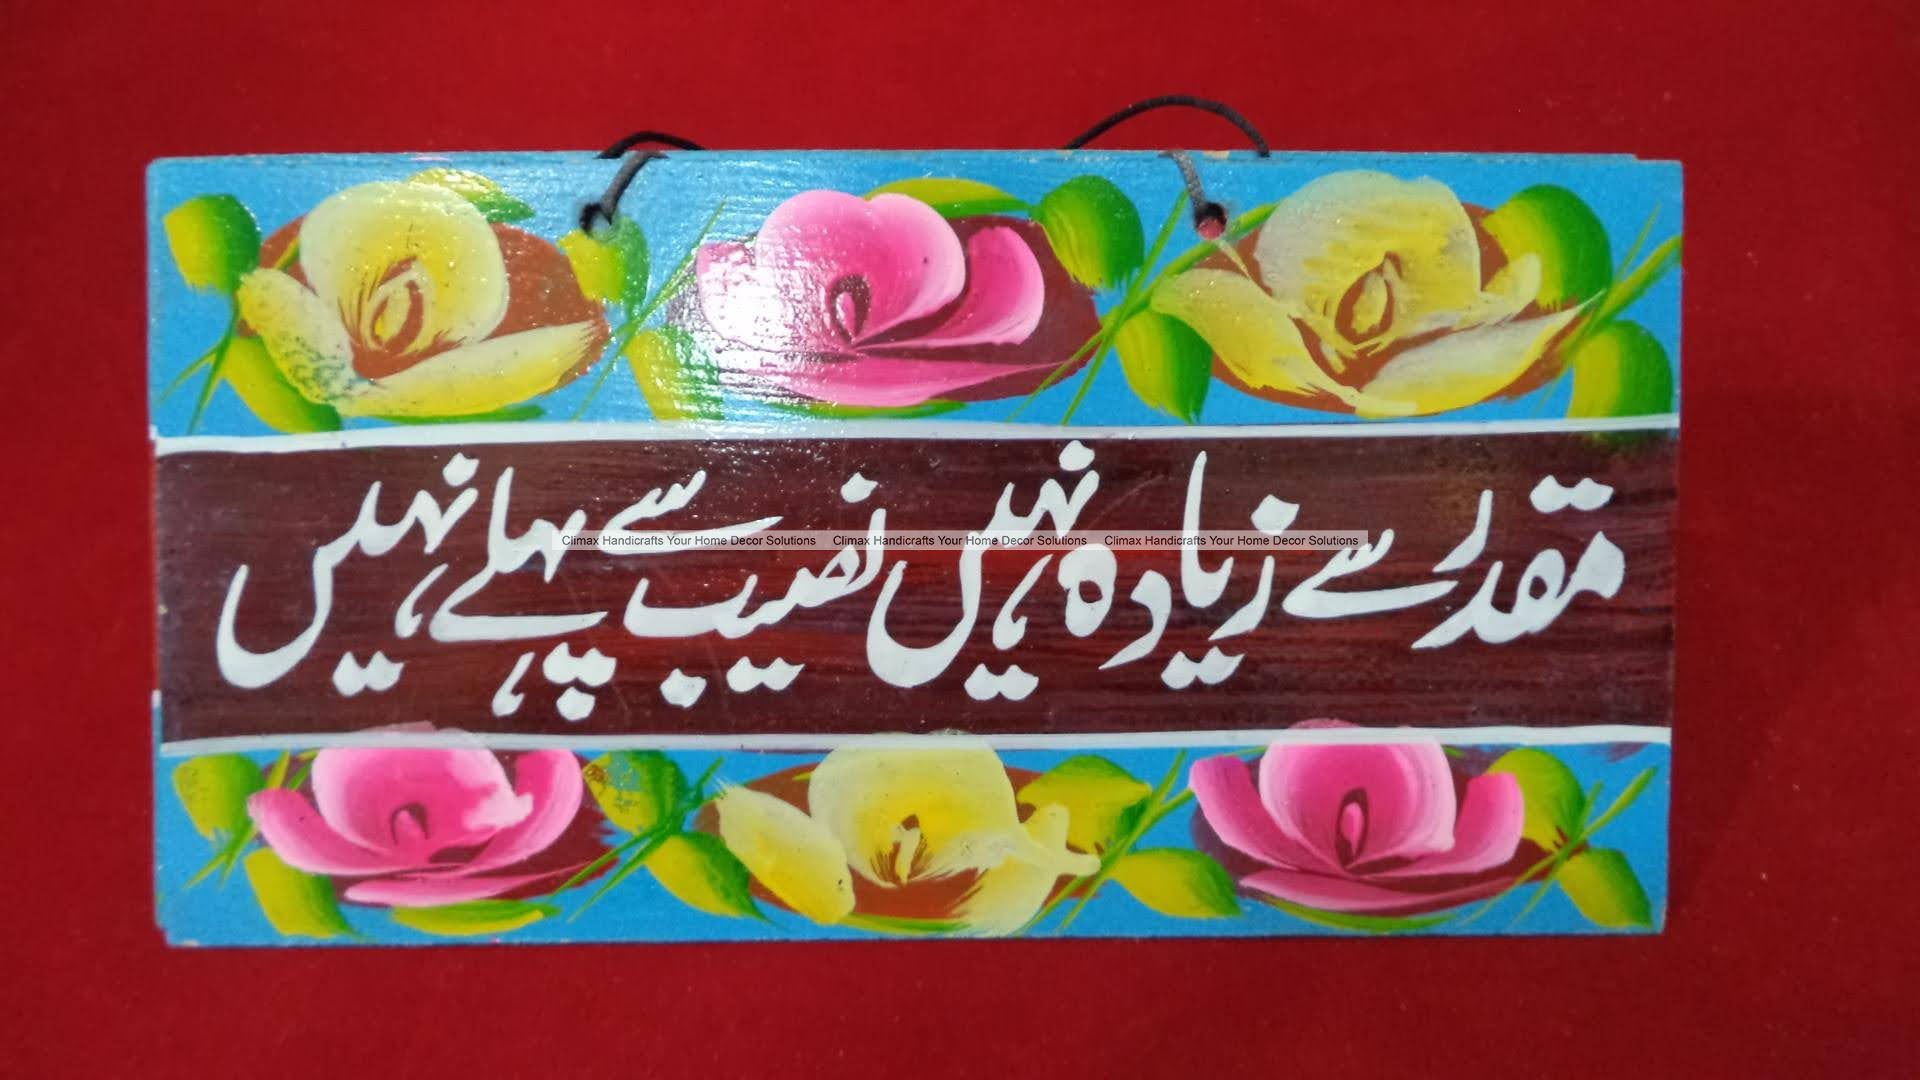 مقدر سے زیادہ نہیں نصیب سے پہلے نہیں
Climax Handicrafts Your Home Decor Solutions Climax Handicrafts Your Home Decor Solutions Climax Handicrafts Your Home Decor Solutions